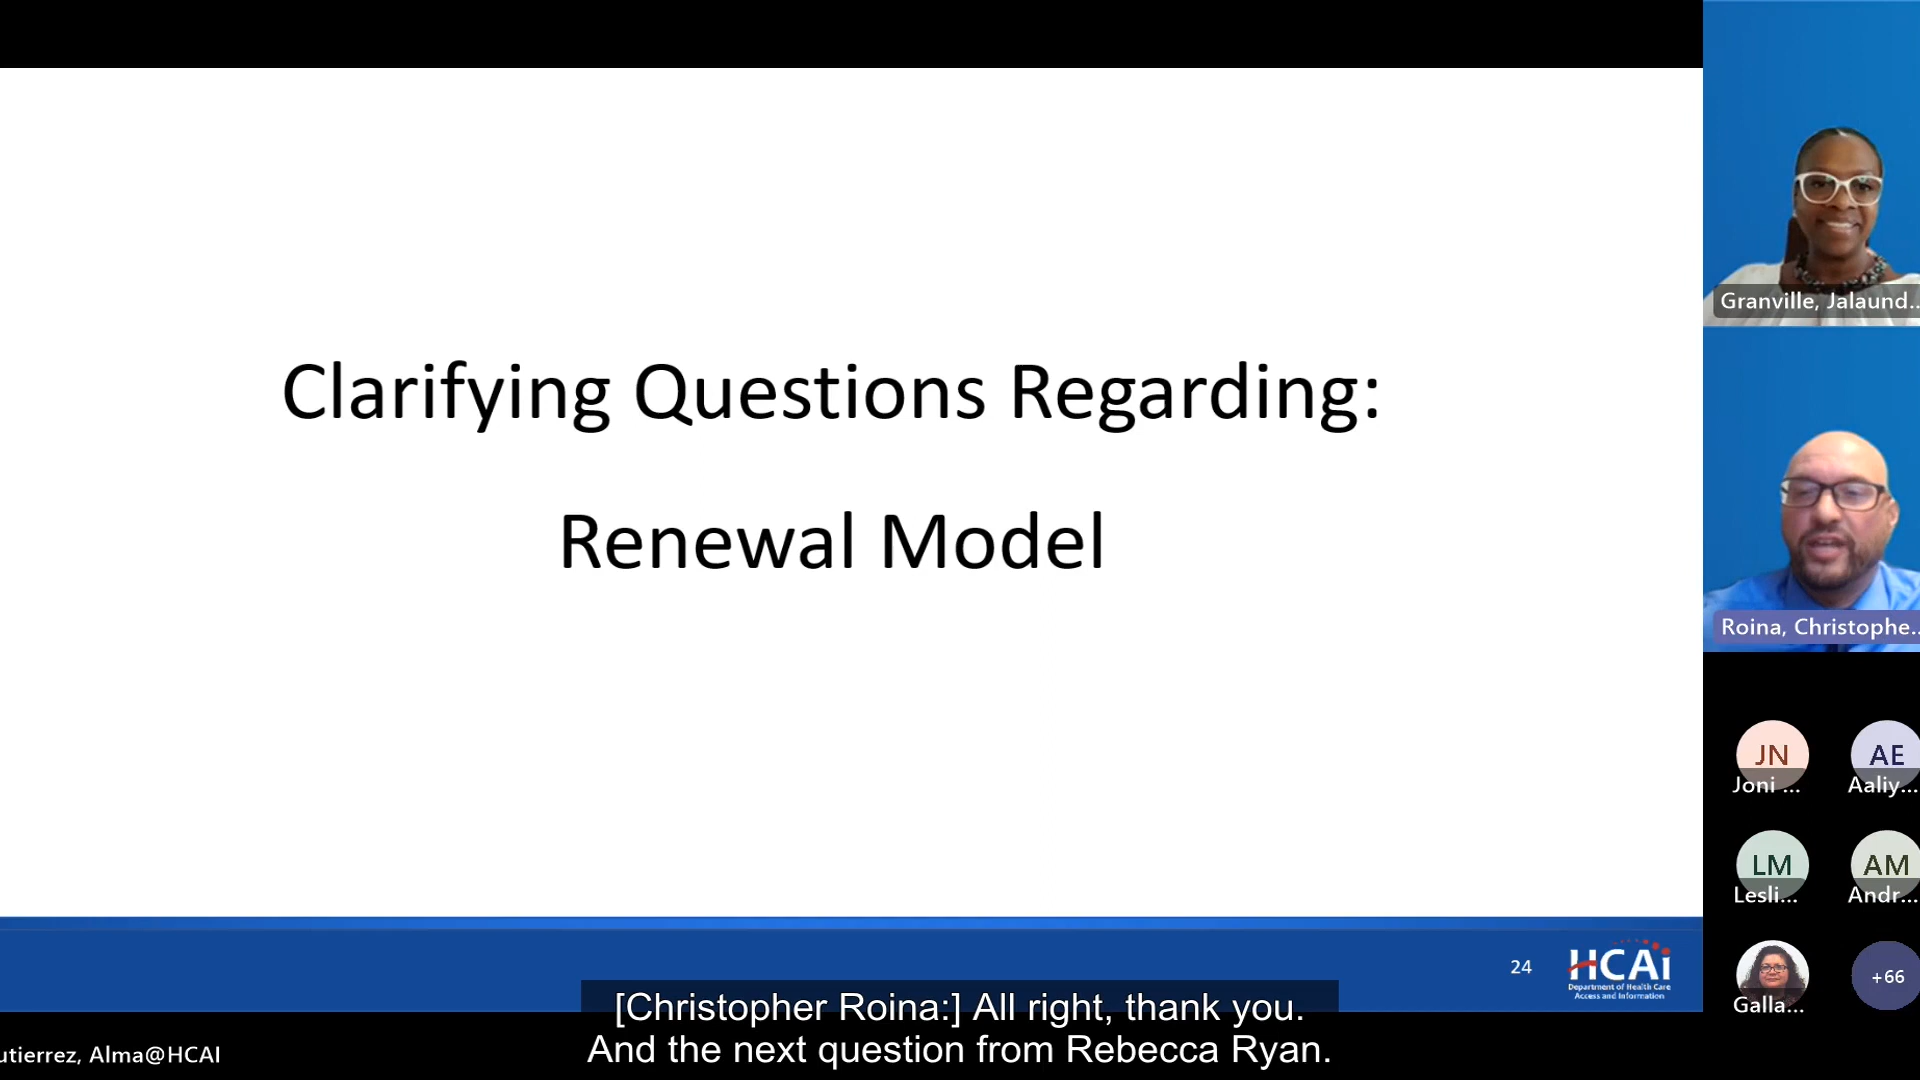 Clarifying Questions Regarding:
Renewal Model
24
HCAi
Department of Health Care
Access and Information
[Christopher Roina:] All right, thank you.
And the next question from Rebecca Ryan.
utierrez, Alma@HCAI
Granville, Jalaund...
Roina, Christophe...
JN
Joni ...
AE
Aaliy...
LM
Lesli...
AM
Andr...
Galla...
+66